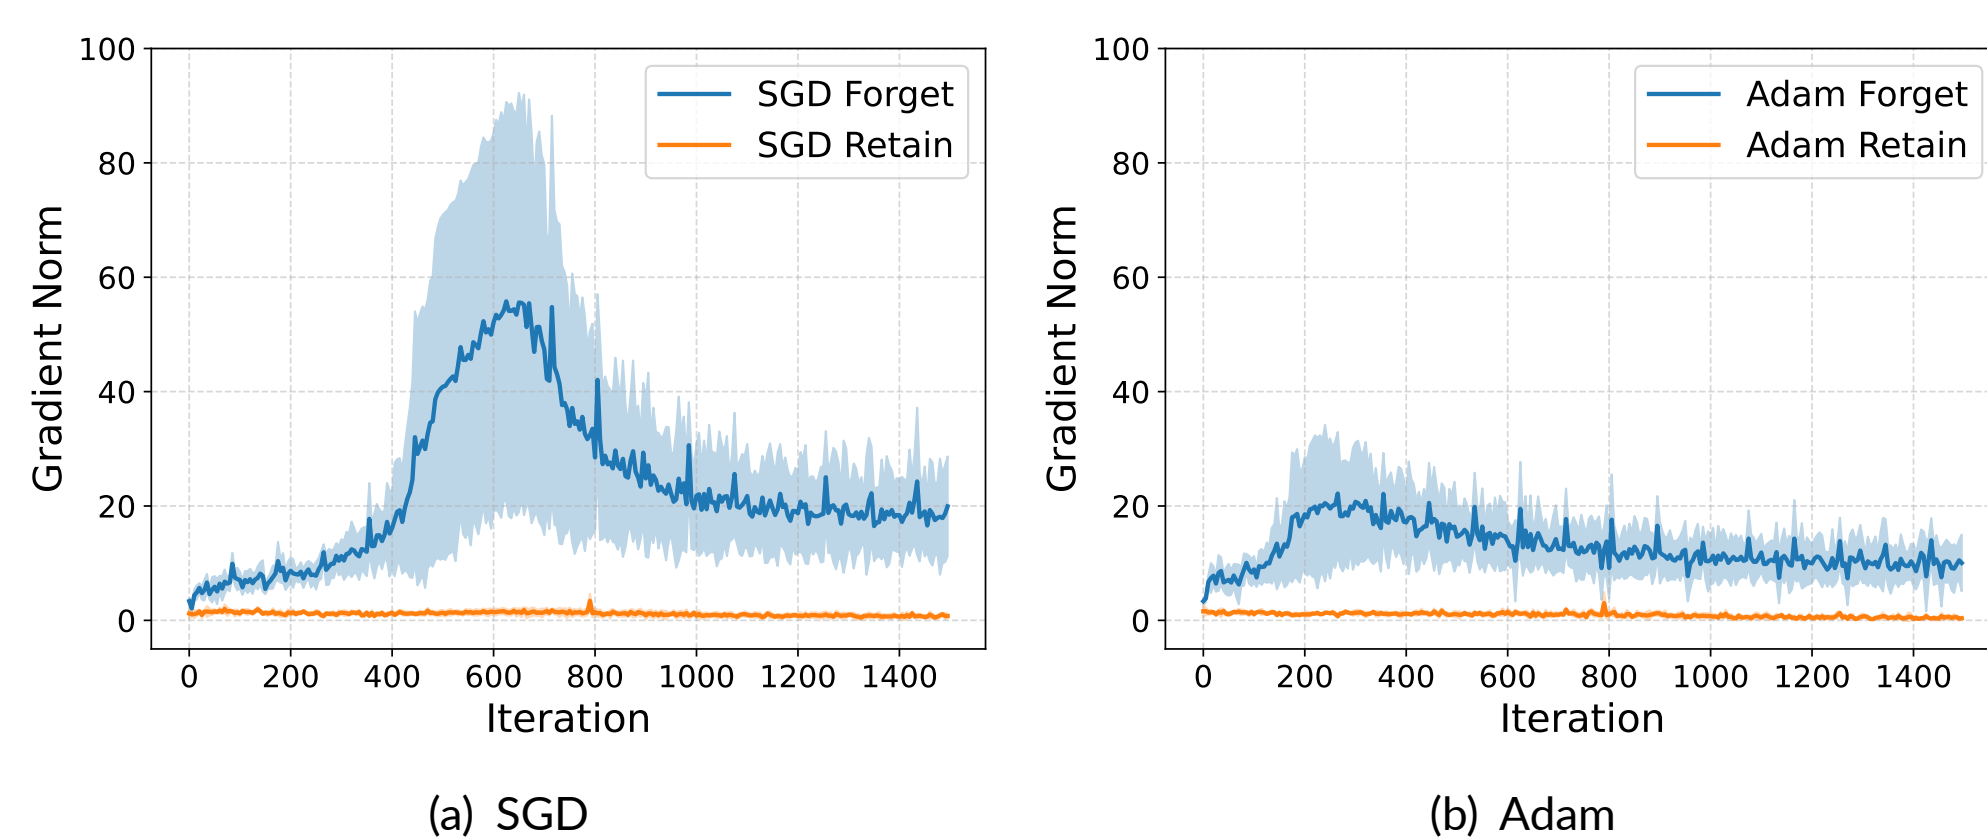 100
80
60
40
20
0
Gradient Norm
0 200 400 600 800 1000 1200 1400
Iteration
SGD Forget
SGD Retain
(a) SGD
100
80
60
40
20
0
Gradient Norm
0 200 400 600 800 1000 1200 1400
Iteration
Adam Forget
Adam Retain
(b) Adam